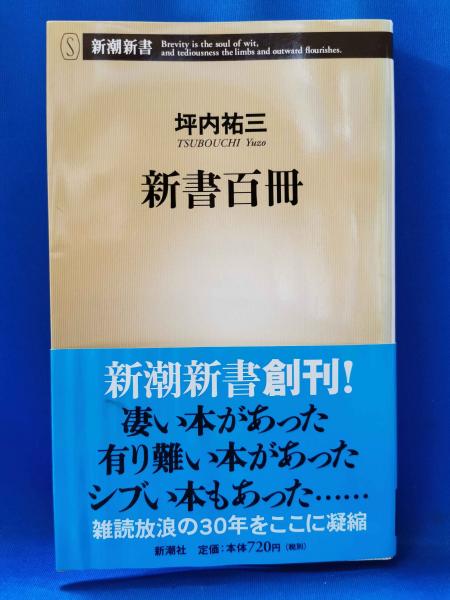 S
新潮新書
Brevity is the soul of wit,
and tediousness the limbs and outward flourishes.
坪内祐三
TSUBOUCHI Yuzo
新書百冊
新潮新書創刊!
凄い本があった
有り難い本があった
シブい本もあった……
雑読放浪の30年をここに凝縮
新潮社 定価:本体720円(税別)